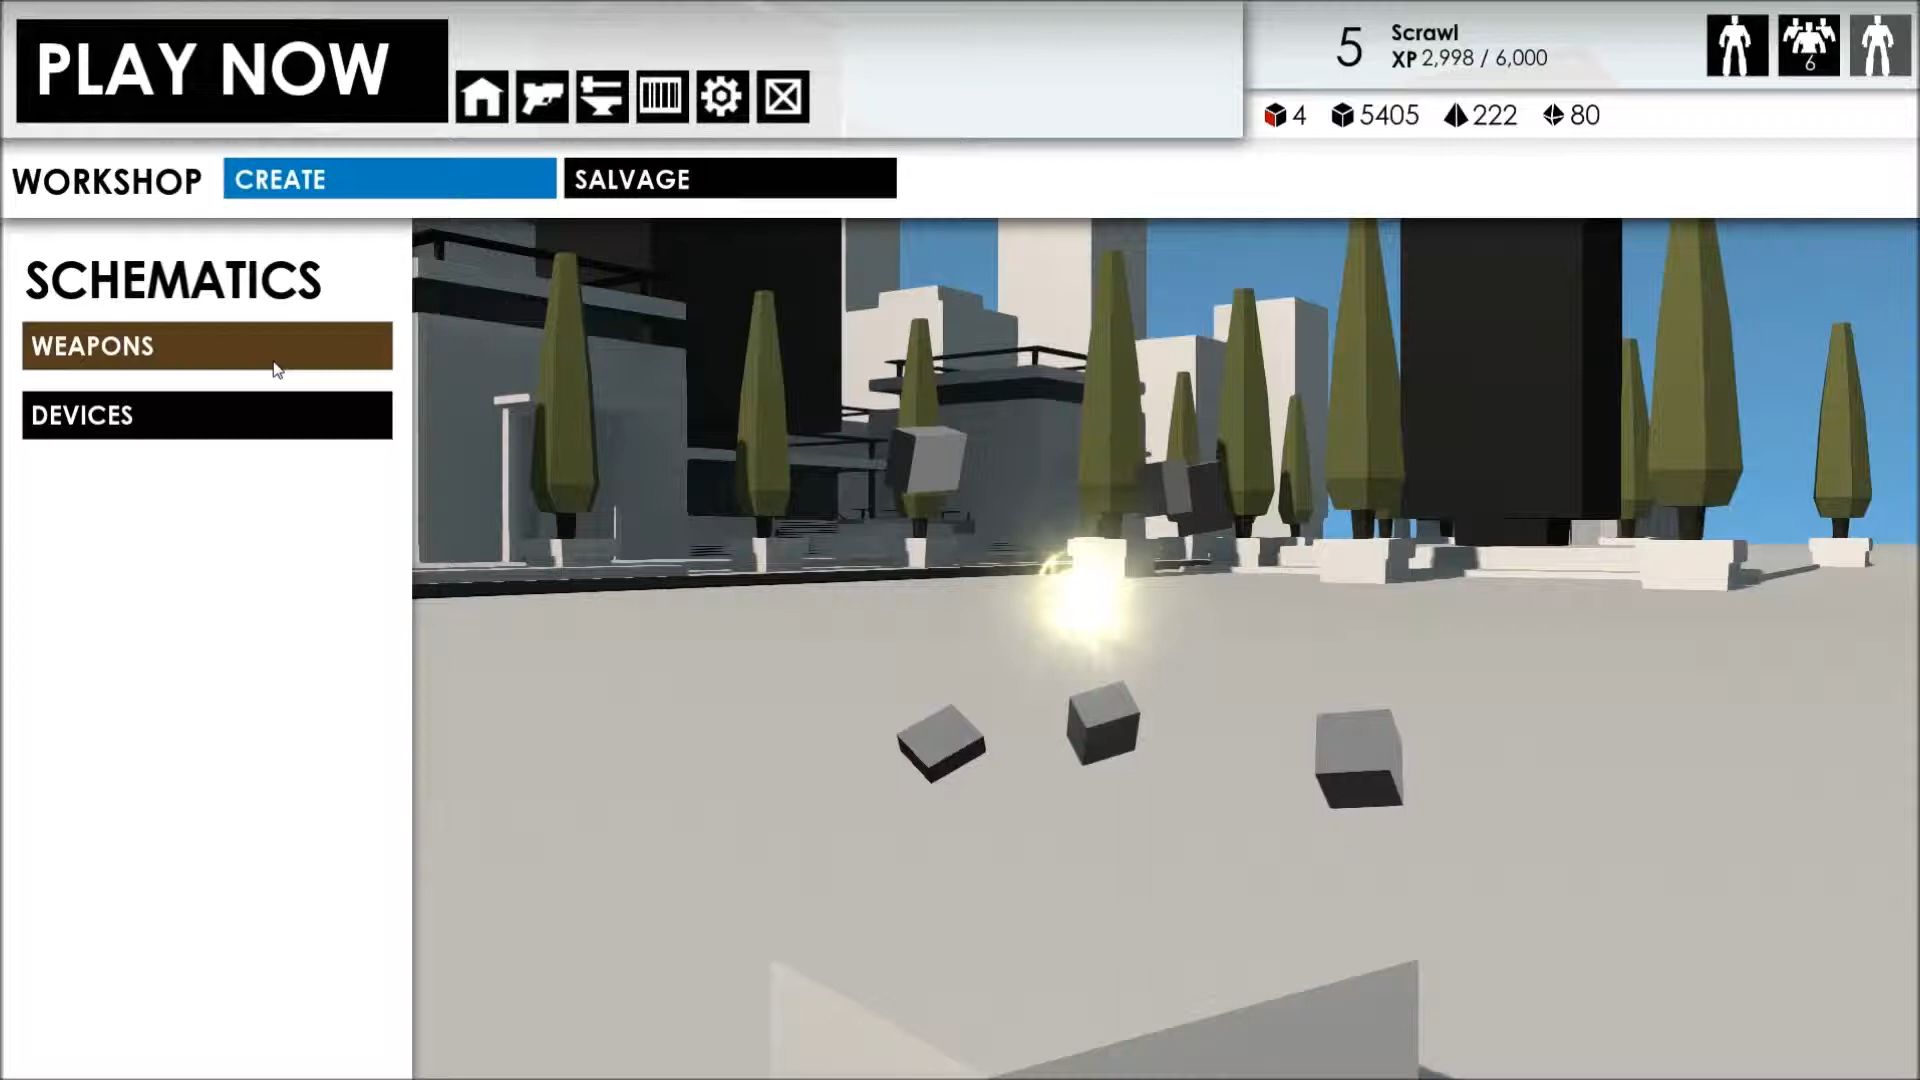 PLAY NOW
5
Scrawl
XP 2,998 / 6,000
6
4
5405
222
80
WORKSHOP
CREATE
SALVAGE
SCHEMATICS
WEAPONS
DEVICES